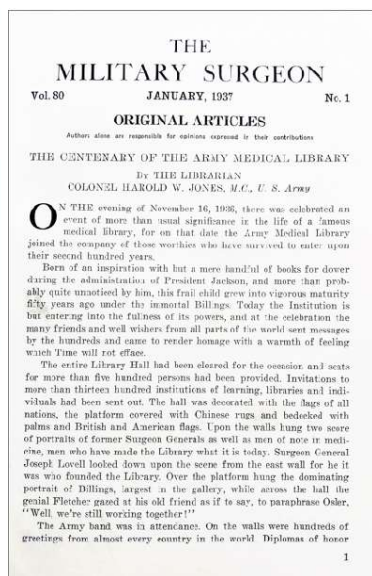 THE
MILITARY SURGEON
Vol. 80 JANUARY, 1937 No. 1
ORIGINAL ARTICLES
Authors alone are responsible for opinions expressed in their contributions
THE CENTENARY OF THE ARMY MEDICAL LIBRARY
BY THE LIBRARIAN
COLONEL HAROLD W. JONES, M.C., U. S. Army
ON THE evening of November 16, 1936, there was celebrated an
event of more than usual significance in the life of a famous
medical library, for on that date the Army Medical Library
joined the company of those worthies who have survived to enter upon
their second hundred years.
Born of an inspiration with but a mere handful of books for dower
during the administration of President Jackson, and more than prob-
ably quite unnoticed by him, this frail child grew into vigorous maturity
fifty years ago under the immortal Billings. Today the Institution is
but entering into the fullness of its powers, and at the celebration the
many friends and well wishers from all parts of the world sent messages
by the hundreds and came to render homage with a warmth of feeling
which Time will not efface.
The entire Library Hall had been cleared for the occasion and seats
for more than five hundred persons had been provided. Invitations to
more than thirteen hundred institutions of learning, libraries and indi-
viduals had been sent out. The hall was decorated with the flags of all
nations, the platform covered with Chinese rugs and bedecked with
palms and British and American flags. Upon the walls hung two score
of portraits of former Surgeon Generals as well as men of note in medi-
cine, men who have made the Library what it is today. Surgeon General
Joseph Lovell looked down upon the scene from the east wall for he it
was who founded the Library. Over the platform hung the dominating
portrait of Billings, largest in the gallery, while across the hall the
genial Fletcher gazed at his old friend as if to say, to paraphrase Osler,
"Well, we're still working together!"
The Army band was in attendance. On the walls were hundreds of
greetings from almost every country in the world. Diplomas of honor
1